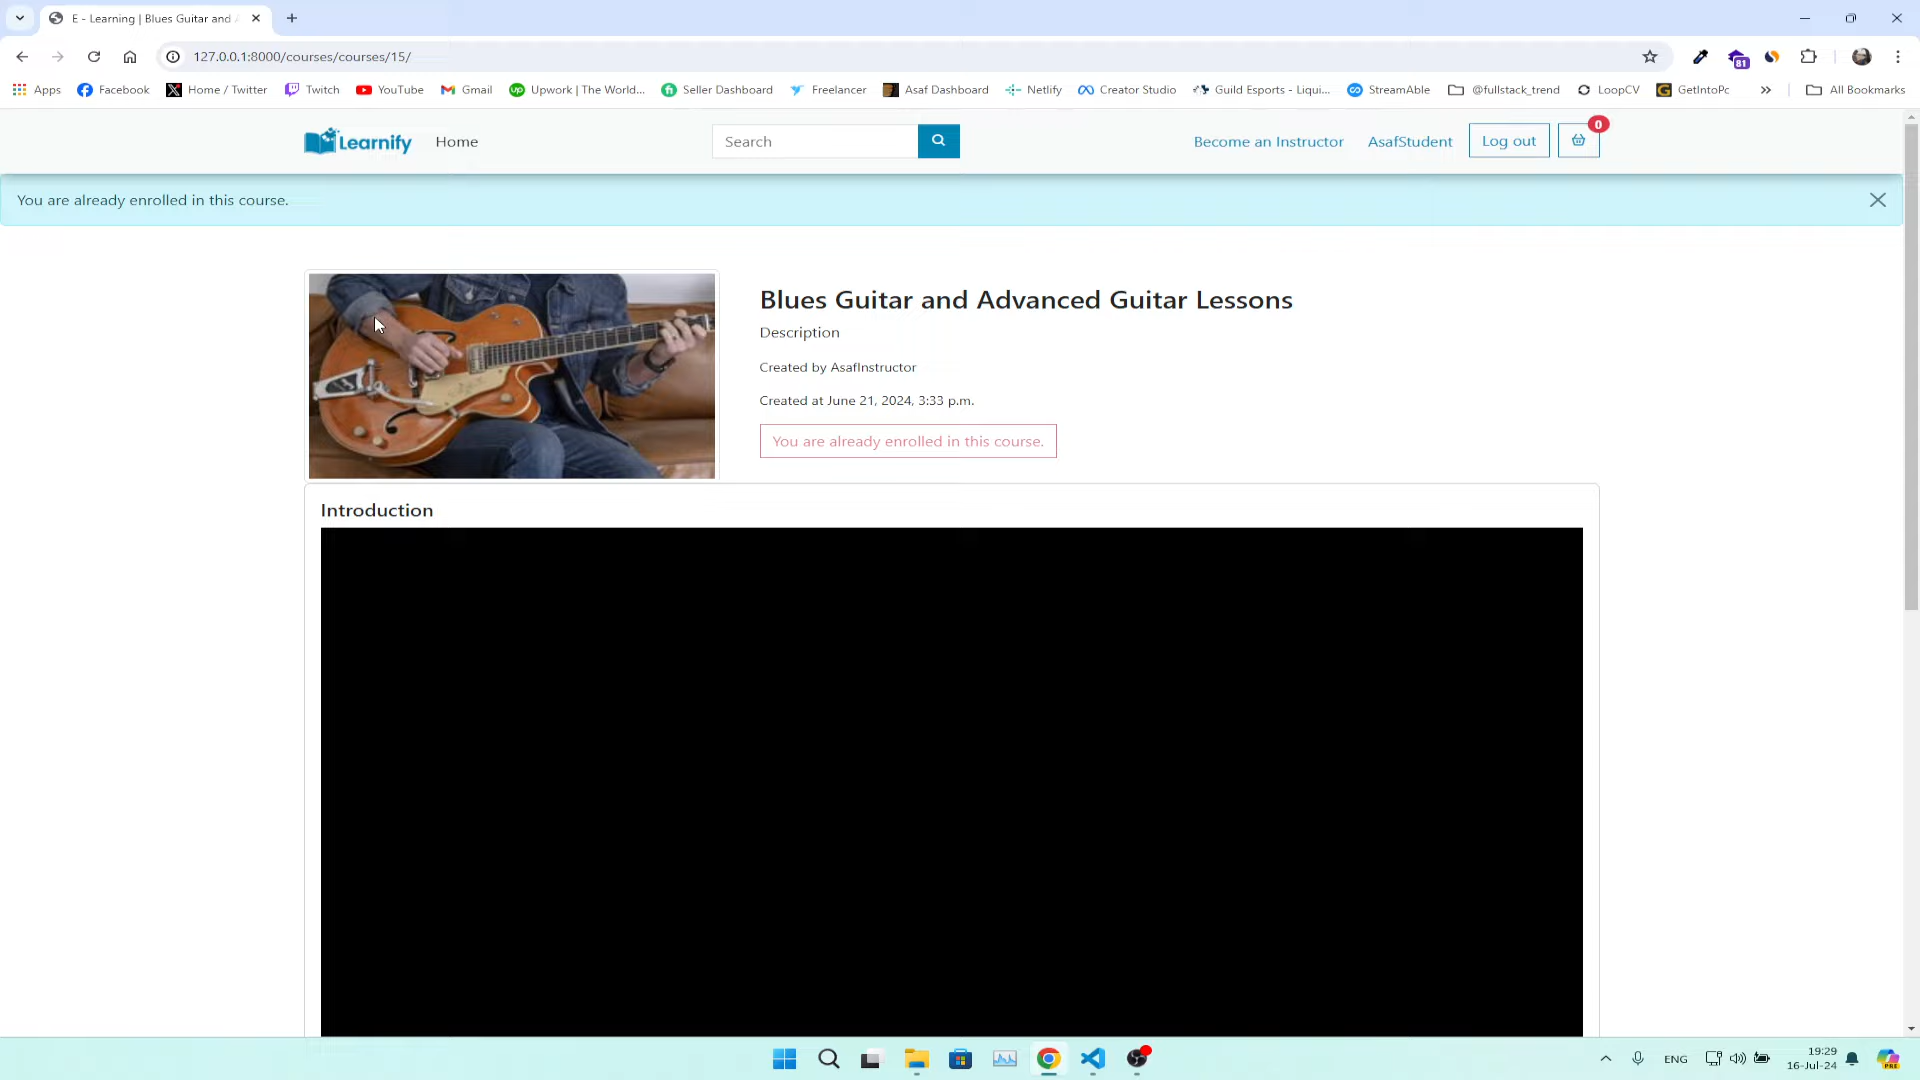 E - Learning | Blues Guitar and
127.0.0.1:8000/courses/courses/15/
81
Apps Facebook Home / Twitter Twitch YouTube Gmail Upwork | The World... Seller Dashboard Freelancer Asaf Dashboard Netlify Creator Studio Guild Esports - Liqui... StreamAble @fullstack_trend LoopCV GetIntoPc All Bookmarks
Learnify Home Search Become an Instructor AsafStudent Log out 0
You are already enrolled in this course.
Blues Guitar and Advanced Guitar Lessons
Description
Created by AsafInstructor
Created at June 21, 2024, 3:33 p.m.
You are already enrolled in this course.
Introduction
ENG
19:29
16-Jul-24
PRE